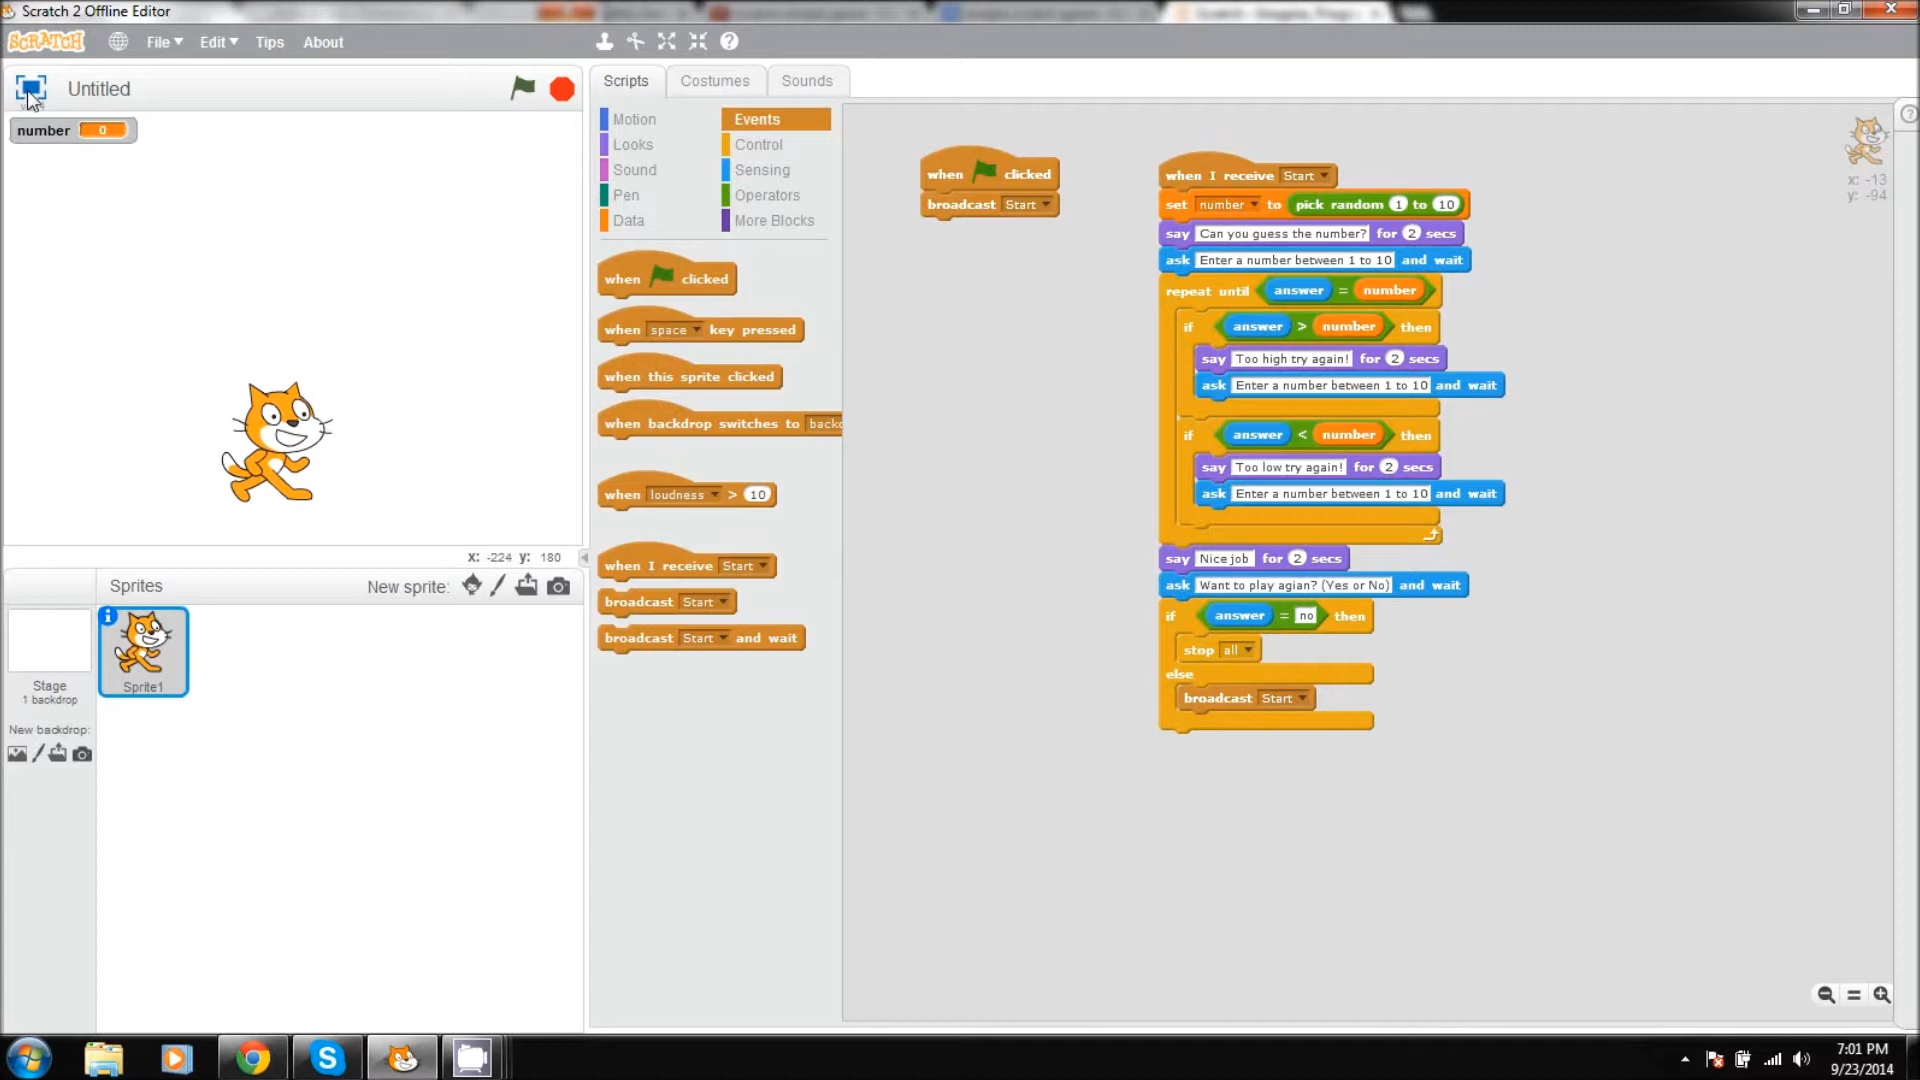 Scratch 2 Offline Editor
SCRATCH File Edit Tips About
Untitled
number 0
x: -224 y: 180
Sprites New sprite:
Sprite1
Stage
1 backdrop
New backdrop:
Scripts Costumes Sounds
Motion Events
Looks Control
Sound Sensing
Pen Operators
Data More Blocks
when clicked
when space key pressed
when this sprite clicked
when backdrop switches to
when loudness > 10
when I receive Start
broadcast Start
broadcast Start and wait
when clicked
broadcast Start
when I receive Start
set number to pick random 1 to 10
say Can you guess the number? for 2 secs
ask Enter a number between 1 to 10 and wait
repeat until answer = number
if answer > number then
say Too high try again! for 2 secs
ask Enter a number between 1 to 10 and wait
if answer < number then
say Too low try again! for 2 secs
ask Enter a number between 1 to 10 and wait
say Nice job for 2 secs
ask Want to play agian? (Yes or No) and wait
if answer = no then
stop all
else
broadcast Start
x: -13
y: -94
7:01 PM
9/23/2014